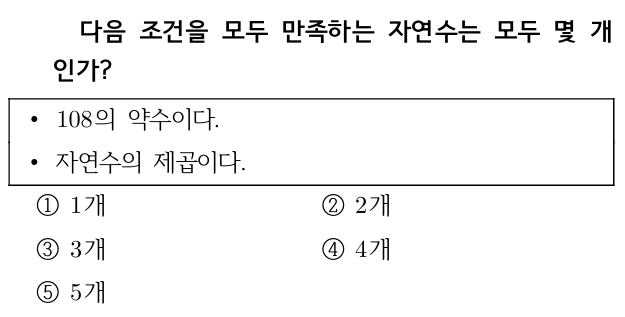 다음 조건을 모두 만족하는 자연수는 모두 몇 개
인가?
• 108의 약수이다.
• 자연수의 제곱이다.
① 1개 ② 2개
③ 3개 ④ 4개
⑤ 5개